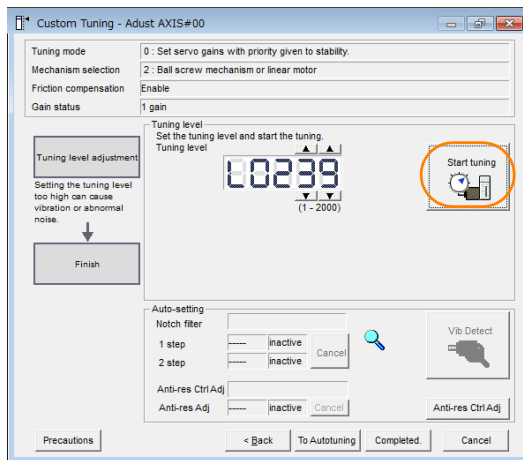 Custom Tuning - Adust AXIS#00
Tuning mode
0 : Set servo gains with priority given to stability.
Mechanism selection
2 : Ball screw mechanism or linear motor
Friction compensation
Enable
Gain status
1 gain
Tuning level adjustment
Setting the tuning level
too high can cause
vibration or abnormal
noise.
Finish
Tuning level
Set the tuning level and start the tuning.
Tuning level
L0239
(1 - 2000)
Start tuning
Auto-setting
Notch filter
1 step
-----
inactive
2 step
-----
inactive
Cancel
Vib Detect
Anti-res Ctrl Adj
Anti-res Adj
-----
inactive
Cancel
Anti-res Ctrl Adj
Precautions
< Back
To Autotuning
Completed.
Cancel